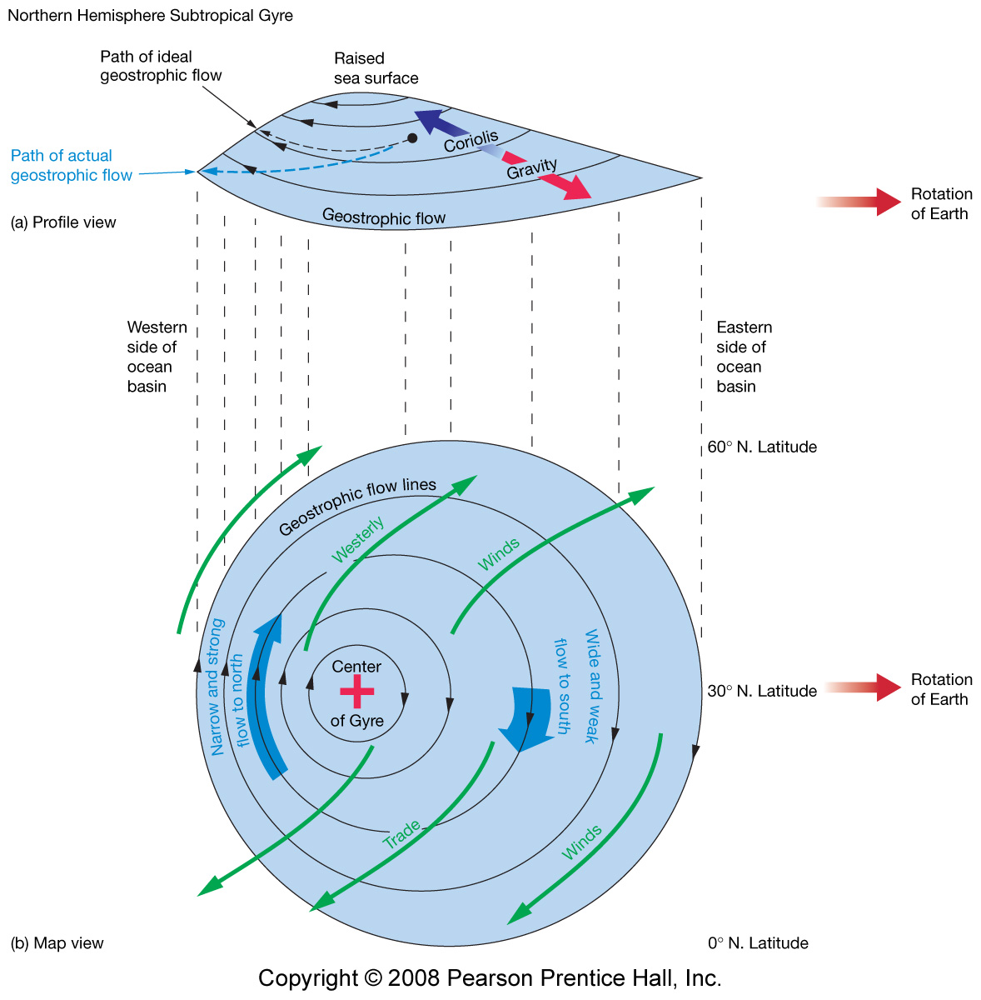 Northern Hemisphere Subtropical Gyre
Path of ideal
geostrophic flow
Raised
sea surface
Coriolis
Gravity
Path of actual
geostrophic flow
Geostrophic flow
(a) Profile view
Rotation
of Earth
Western
side of
ocean
basin
Eastern
side of
ocean
basin
60° N. Latitude
Geostrophic flow lines
Westerly
Winds
Narrow and strong
flow to north
Center
of Gyre
Wide and weak
flow to south
30° N. Latitude
Rotation
of Earth
Trade
Winds
(b) Map view
0° N. Latitude
Copyright © 2008 Pearson Prentice Hall, Inc.